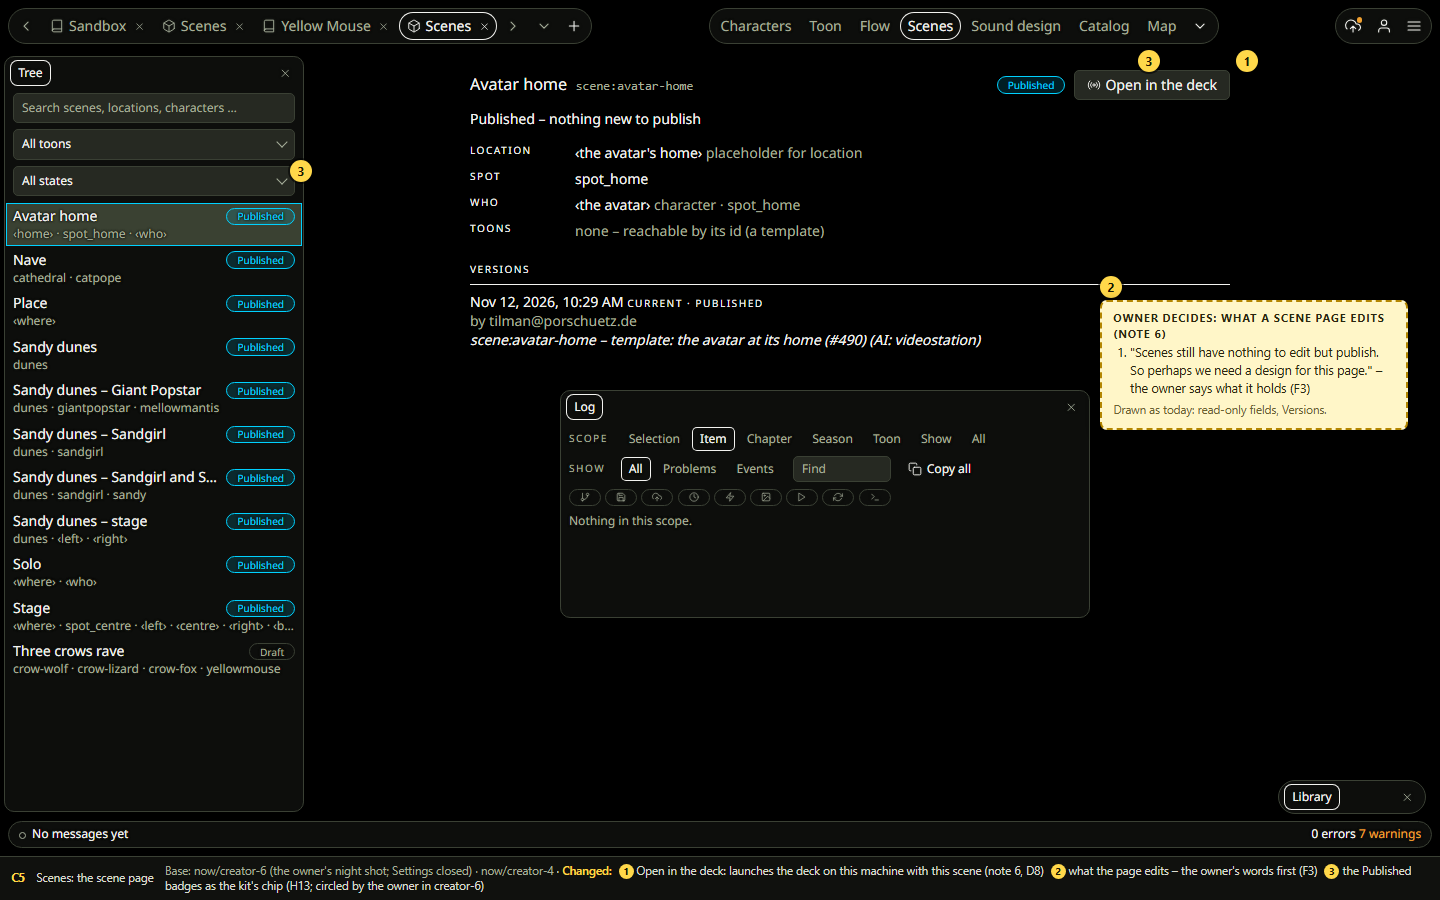 Sandbox
Scenes
Yellow Mouse
Scenes
Characters Toon Flow Scenes Sound design Catalog Map
Tree
Search scenes, locations, characters ...
All toons
All states
3
Avatar home Published
‹home› · spot_home · ‹who›
Nave Published
cathedral · catpope
Place Published
‹where›
Sandy dunes Published
dunes
Sandy dunes – Giant Popstar Published
dunes · giantpopstar · mellowmantis
Sandy dunes – Sandgirl Published
dunes · sandgirl
Sandy dunes – Sandgirl and S... Published
dunes · sandgirl · sandy
Sandy dunes – stage Published
dunes · ‹left› · ‹right›
Solo Published
‹where› · ‹who›
Stage Published
‹where› · spot_centre · ‹left› · ‹centre› · ‹right› · ‹b...
Three crows rave Draft
crow-wolf · crow-lizard · crow-fox · yellowmouse
3 1
Avatar home scene:avatar-home Published Open in the deck
Published – nothing new to publish
LOCATION ‹the avatar's home› placeholder for location
SPOT spot_home
WHO ‹the avatar› character · spot_home
TOONS none – reachable by its id (a template)
VERSIONS
Nov 12, 2026, 10:29 AM CURRENT · PUBLISHED
by tilman@porschuetz.de
scene:avatar-home – template: the avatar at its home (#490) (AI: videostation)
2
OWNER DECIDES: WHAT A SCENE PAGE EDITS
(NOTE 6)
1. "Scenes still have nothing to edit but publish.
So perhaps we need a design for this page." –
the owner says what it holds (F3)
Drawn as today: read-only fields, Versions.
Log
SCOPE Selection Item Chapter Season Toon Show All
SHOW All Problems Events Find Copy all
Nothing in this scope.
Library
No messages yet 0 errors 7 warnings
C5 Scenes: the scene page Base: now/creator-6 (the owner's night shot; Settings closed) · now/creator-4 · Changed: 1 Open in the deck: launches the deck on this machine with this scene (note 6, D8) 2 what the page edits – the owner's words first (F3) 3 the Published
badges as the kit's chip (H13; circled by the owner in creator-6)